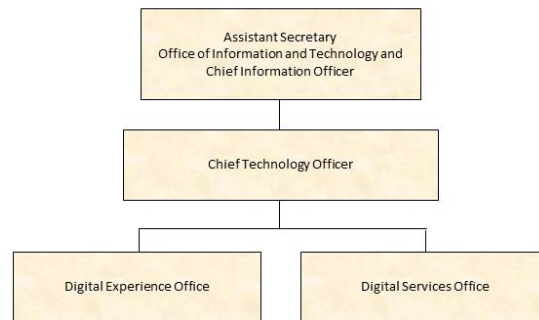 Assistant Secretary
Office of Information and Technology and
Chief Information Officer
Chief Technology Officer
Digital Experience Office
Digital Services Office